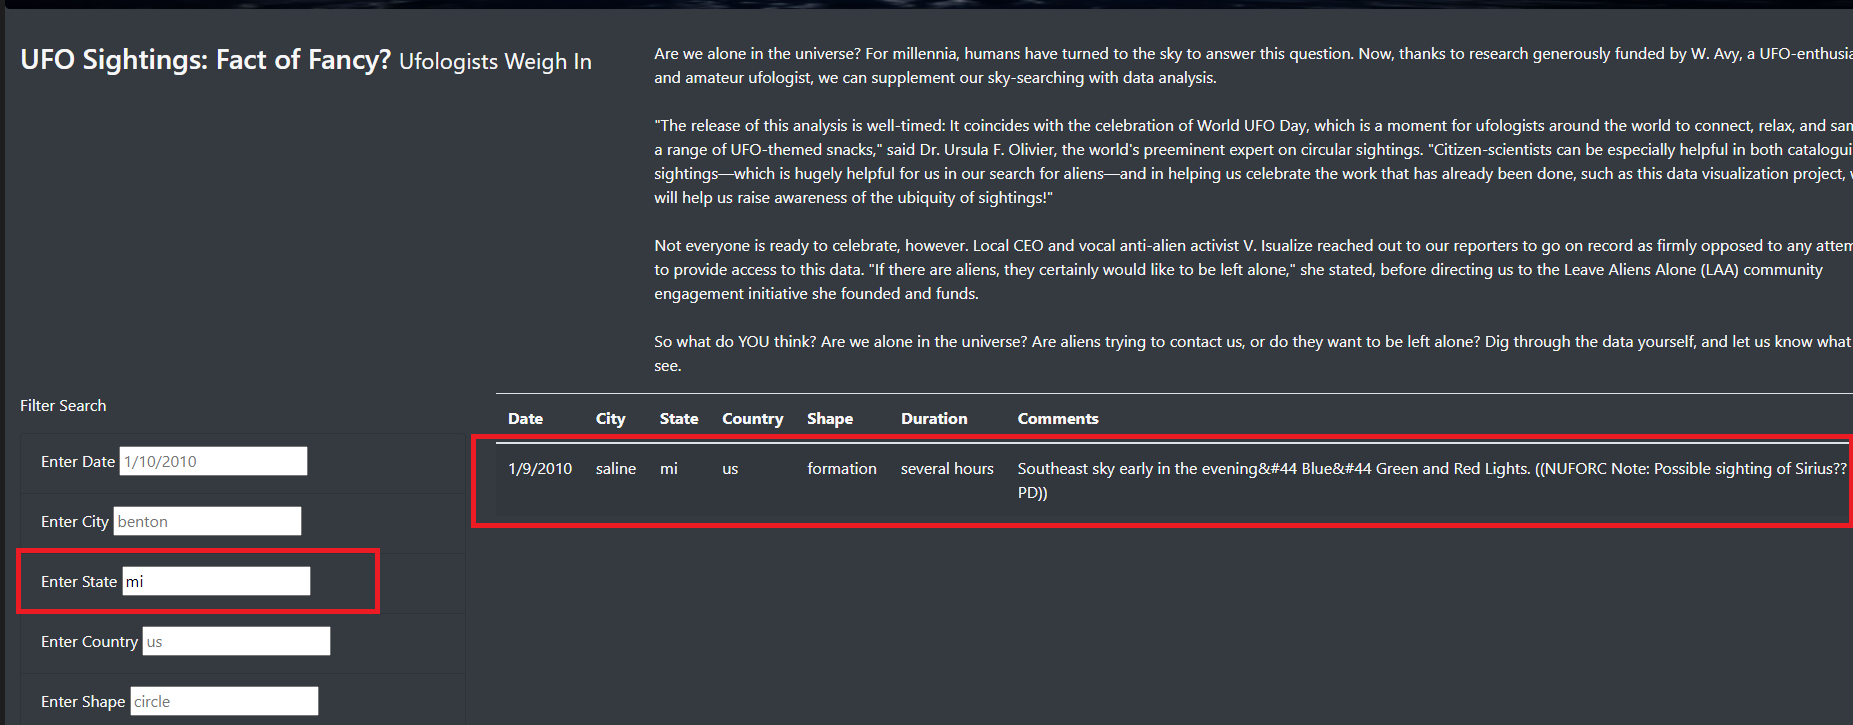 UFO Sightings: Fact of Fancy? Ufologists Weigh In
Are we alone in the universe? For millennia, humans have turned to the sky to answer this question. Now, thanks to research generously funded by W. Avy, a UFO-enthusia
and amateur ufologist, we can supplement our sky-searching with data analysis.
"The release of this analysis is well-timed: It coincides with the celebration of World UFO Day, which is a moment for ufologists around the world to connect, relax, and sam
a range of UFO-themed snacks," said Dr. Ursula F. Olivier, the world's preeminent expert on circular sightings. "Citizen-scientists can be especially helpful in both catalogui
sightings—which is hugely helpful for us in our search for aliens—and in helping us celebrate the work that has already been done, such as this data visualization project,
will help us raise awareness of the ubiquity of sightings!"
Not everyone is ready to celebrate, however. Local CEO and vocal anti-alien activist V. Isualize reached out to our reporters to go on record as firmly opposed to any attem
to provide access to this data. "If there are aliens, they certainly would like to be left alone," she stated, before directing us to the Leave Aliens Alone (LAA) community
engagement initiative she founded and funds.
So what do YOU think? Are we alone in the universe? Are aliens trying to contact us, or do they want to be left alone? Dig through the data yourself, and let us know what
see.
Filter Search
Enter Date 1/10/2010
Enter City benton
Enter State mi
Enter Country us
Enter Shape circle
Date City State Country Shape Duration Comments
1/9/2010 saline mi us formation several hours Southeast sky early in the evening&#44 Blue&#44 Green and Red Lights. ((NUFORC Note: Possible sighting of Sirius??
PD))